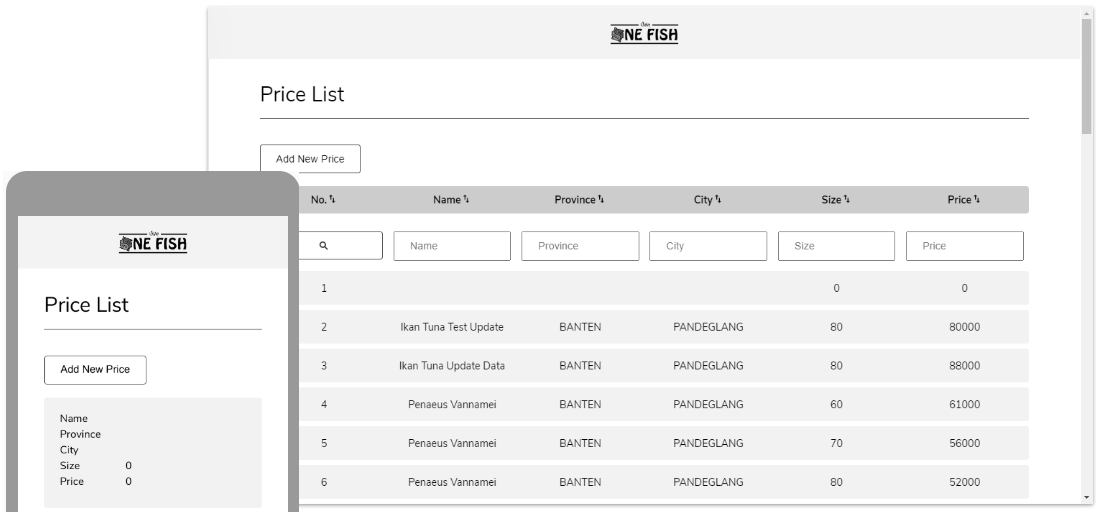 ONE FISH
Price List
Add New Price
No. Name Province City Size Price
Name Province City Size Price
1 0 0
2 Ikan Tuna Test Update BANTEN PANDEGLANG 80 80000
3 Ikan Tuna Update Data BANTEN PANDEGLANG 80 88000
4 Penaeus Vannamei BANTEN PANDEGLANG 60 61000
5 Penaeus Vannamei BANTEN PANDEGLANG 70 56000
6 Penaeus Vannamei BANTEN PANDEGLANG 80 52000
ONE FISH
Price List
Add New Price
Name
Province
City
Size 0
Price 0